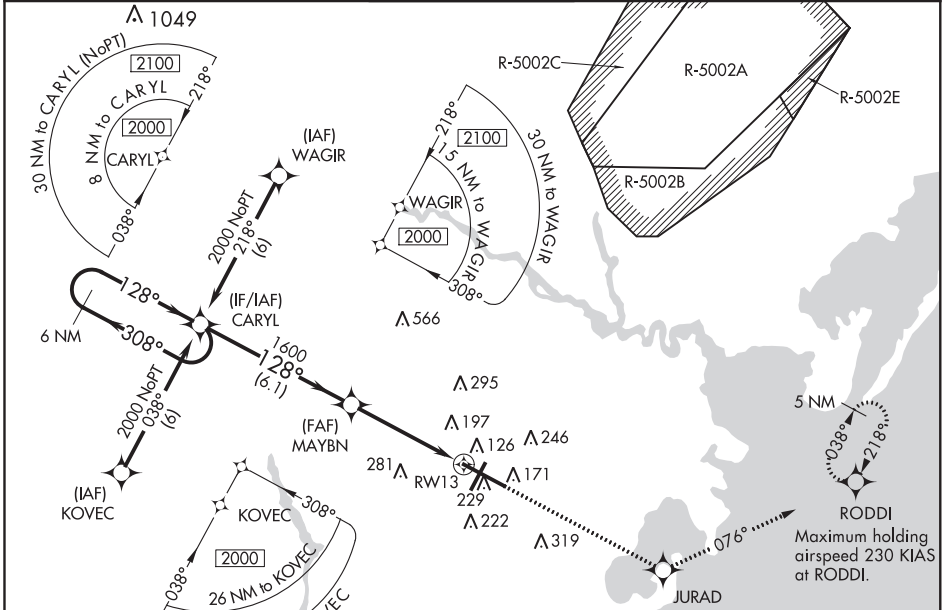 1049
30 NM to CARYL (NoPT)
2100
218°
8 NM to CARYL
2000
CARYL
038°
(IAF)
WAGIR
2000 NoPT
218°
(6)
218°
2100
30 NM to WAGIR
15 NM to WAGIR
WAGIR
2000
308°
R-5002C
R-5002A
R-5002E
R-5002B
128°
308°
6 NM
(IF/IAF)
CARYL
1600
128°
(6.1)
2000 NoPT
038°
(6)
(IAF)
KOVEC
(FAF)
MAYBN
566
295
197
126
246
281
RW13
171
229
222
319
5 NM
038°
218°
RODDI
Maximum holding
airspeed 230 KIAS
at RODDI.
076°
JURAD
308°
KOVEC
2000
038°
26 NM to KOVEC